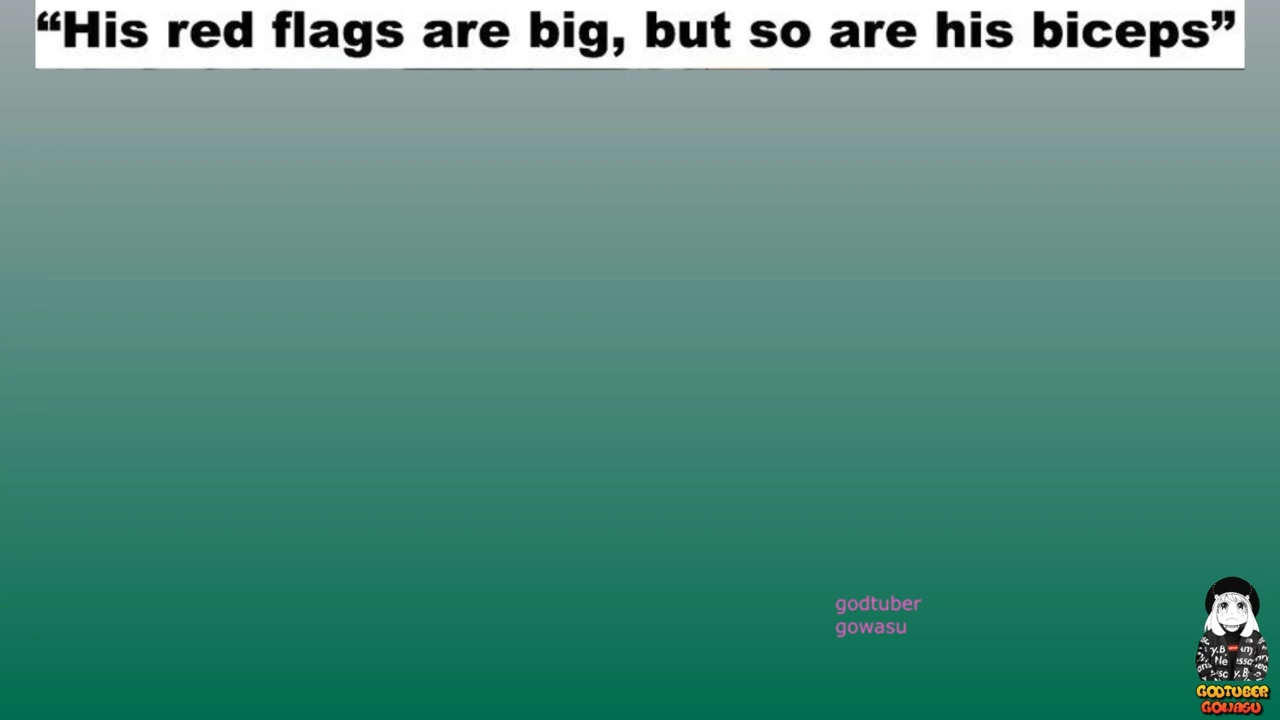 “His red flags are big, but so are his biceps”
godtuber
gowasu
GODTUBER
GOWASU